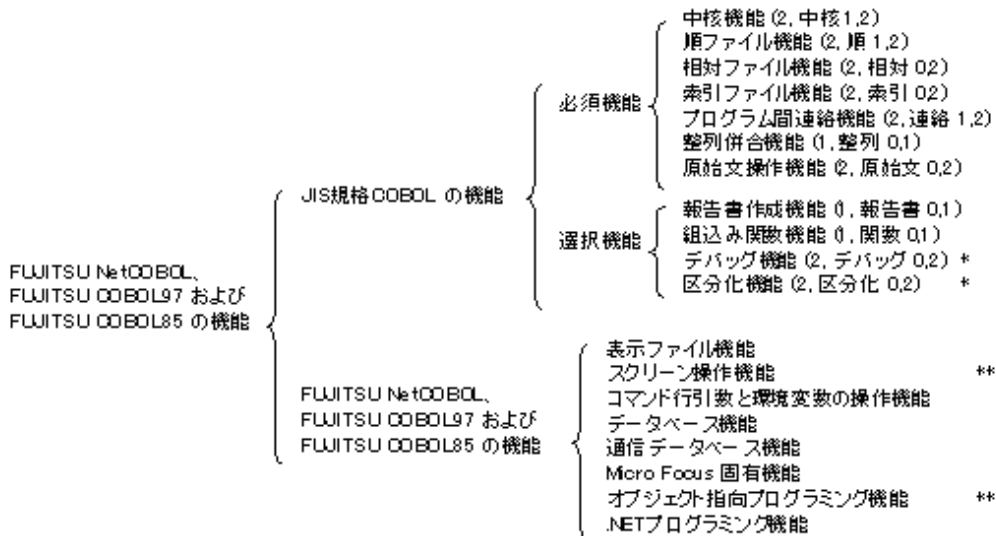 中核機能 (2, 中核1,2)
順ファイル機能 (2, 順 1,2)
相対ファイル機能 (2, 相対 0,2)
索引ファイル機能 (2, 索引 0,2)
プログラム間連絡機能 (2, 連絡 1,2)
整列併合機能 (1, 整列 0,1)
原始文操作機能 (2, 原始文 0,2)
必須機能
JIS規格COBOL の機能
報告書作成機能 (1, 報告書 0,1)
組込み関数機能 (1, 関数 0,1)
デバッグ機能 (2, デバッグ 0,2) *
区分化機能 (2, 区分化 0,2) *
選択機能
FUJITSU NetCOBOL、
FUJITSU COBOL97 および
FUJITSU COBOL85 の機能
表示ファイル機能
スクリーン操作機能 **
コマンド行引数と環境変数の操作機能
データベース機能
通信データベース機能
Micro Focus 固有機能
オブジェクト指向プログラミング機能 **
.NETプログラミング機能
FUJITSU NetCOBOL、
FUJITSU COBOL97 および
FUJITSU COBOL85 の機能